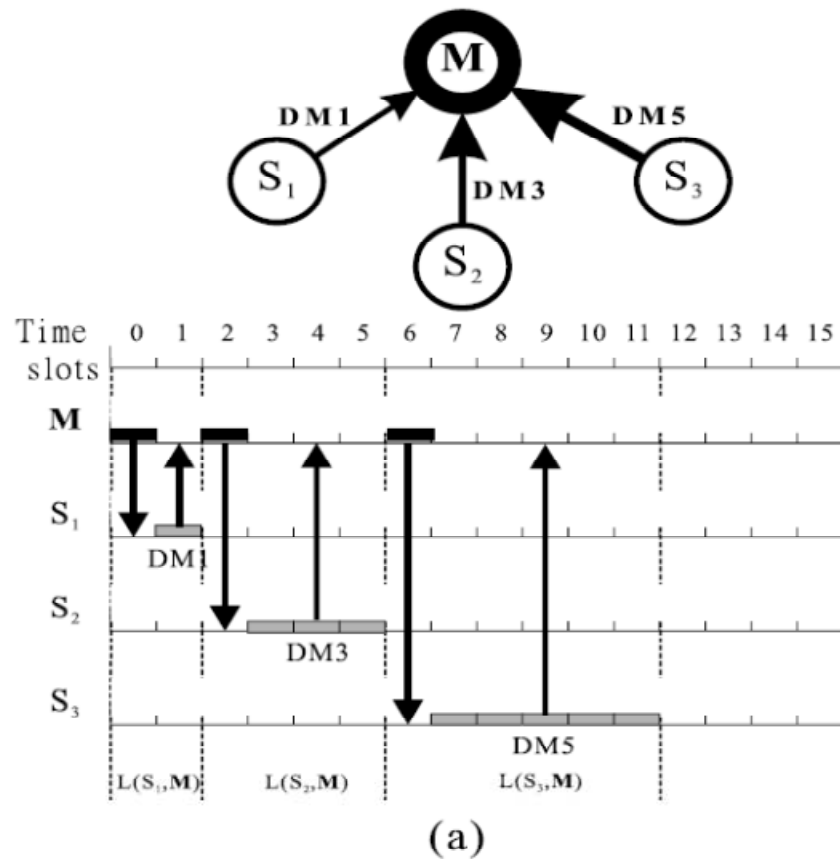 M
DM1
DM5
S₁
DM3
S₃
S₂
Time slots
0 1 2 3 4 5 6 7 8 9 10 11 12 13 14 15
M
S₁
DM1
S₂
DM3
S₃
DM5
L(S₁,M)
L(S₂,M)
L(S₃,M)
(a)